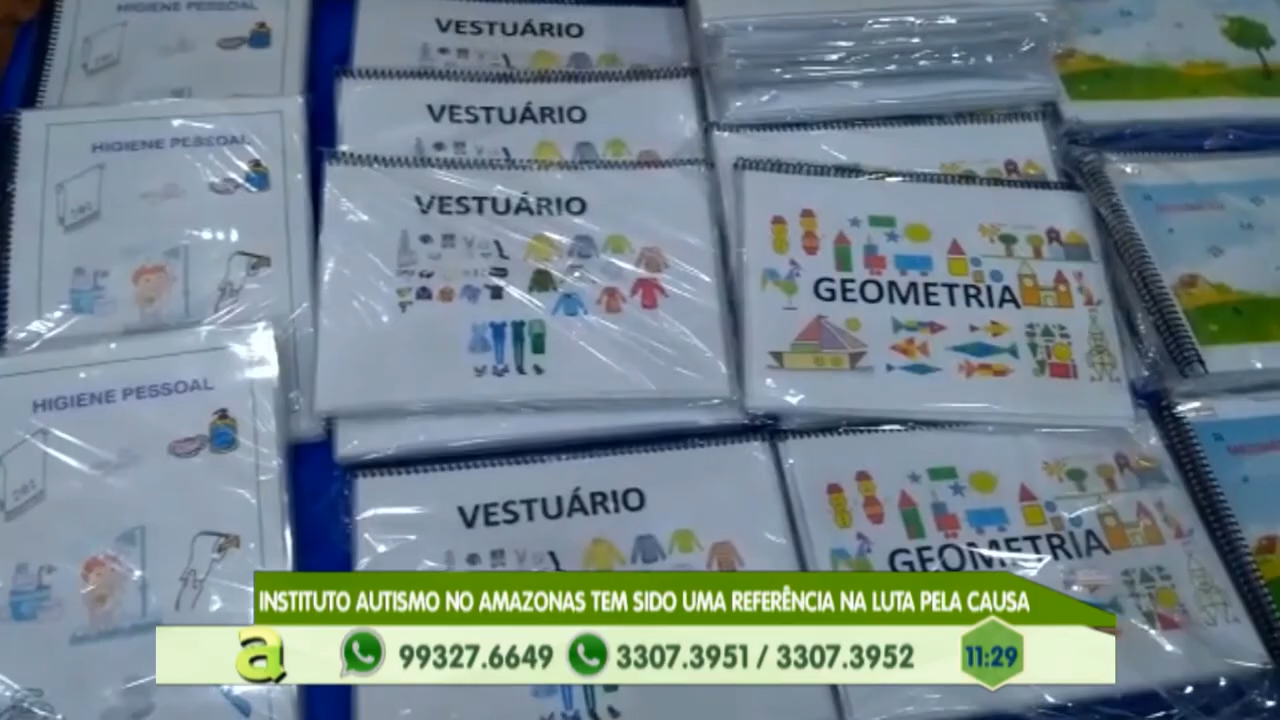 HIGIENE PESSOAL
VESTUÁRIO
VESTUÁRIO
HIGIENE PESSOAL
VESTUÁRIO
GEOMETRIA
HIGIENE PESSOAL
VESTUÁRIO
GEOMETRIA
INSTITUTO AUTISMO NO AMAZONAS TEM SIDO UMA REFERÊNCIA NA LUTA PELA CAUSA
a 99327.6649 3307.3951 / 3307.3952 11:29